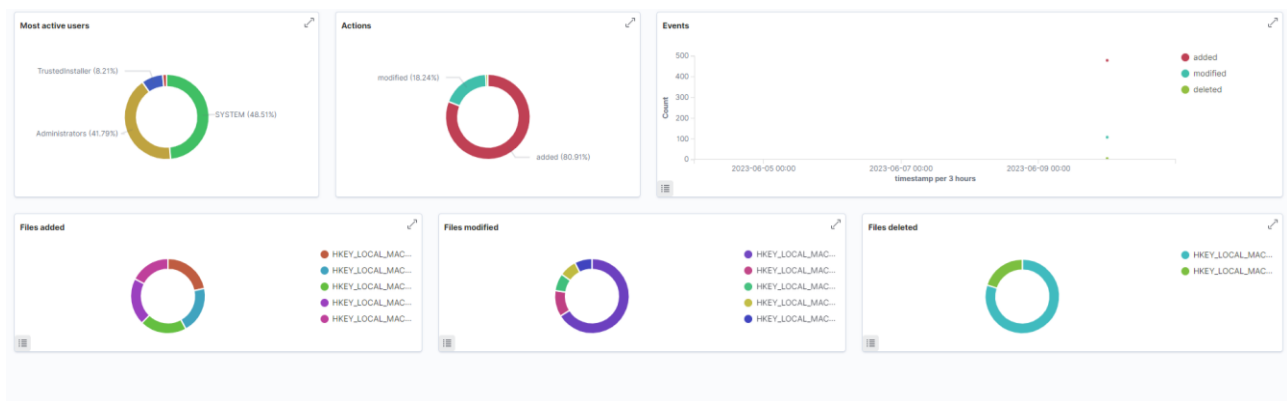 Most active users
TrustedInstaller (8.21%)
SYSTEM (48.51%)
Administrators (41.79%)
Actions
modified (18.24%)
added (80.91%)
Events
500
400
300
200
100
0
Count
2023-06-05 00:00
2023-06-07 00:00
2023-06-09 00:00
timestamp per 3 hours
added
modified
deleted
Files added
HKEY_LOCAL_MAC...
HKEY_LOCAL_MAC...
HKEY_LOCAL_MAC...
HKEY_LOCAL_MAC...
HKEY_LOCAL_MAC...
Files modified
HKEY_LOCAL_MAC...
HKEY_LOCAL_MAC...
HKEY_LOCAL_MAC...
HKEY_LOCAL_MAC...
HKEY_LOCAL_MAC...
Files deleted
HKEY_LOCAL_MAC...
HKEY_LOCAL_MAC...